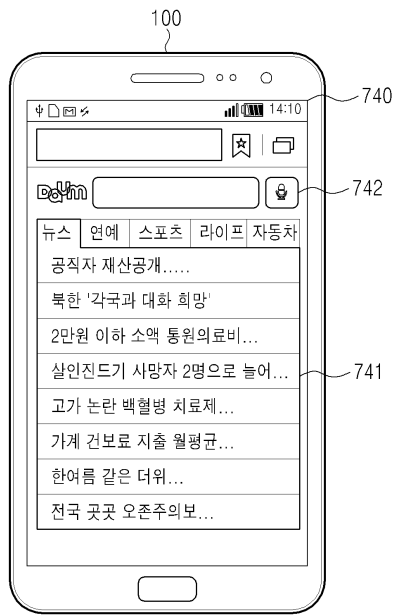 100
740
14:10
Daum
742
뉴스 연예 스포츠 라이프 자동차
공직자 재산공개.....
북한 '각국과 대화 희망'
2만원 이하 소액 통원의료비...
살인진드기 사망자 2명으로 늘어...
741
고가 논란 백혈병 치료제...
가계 건보료 지출 월평균...
한여름 같은 더위...
전국 곳곳 오존주의보...